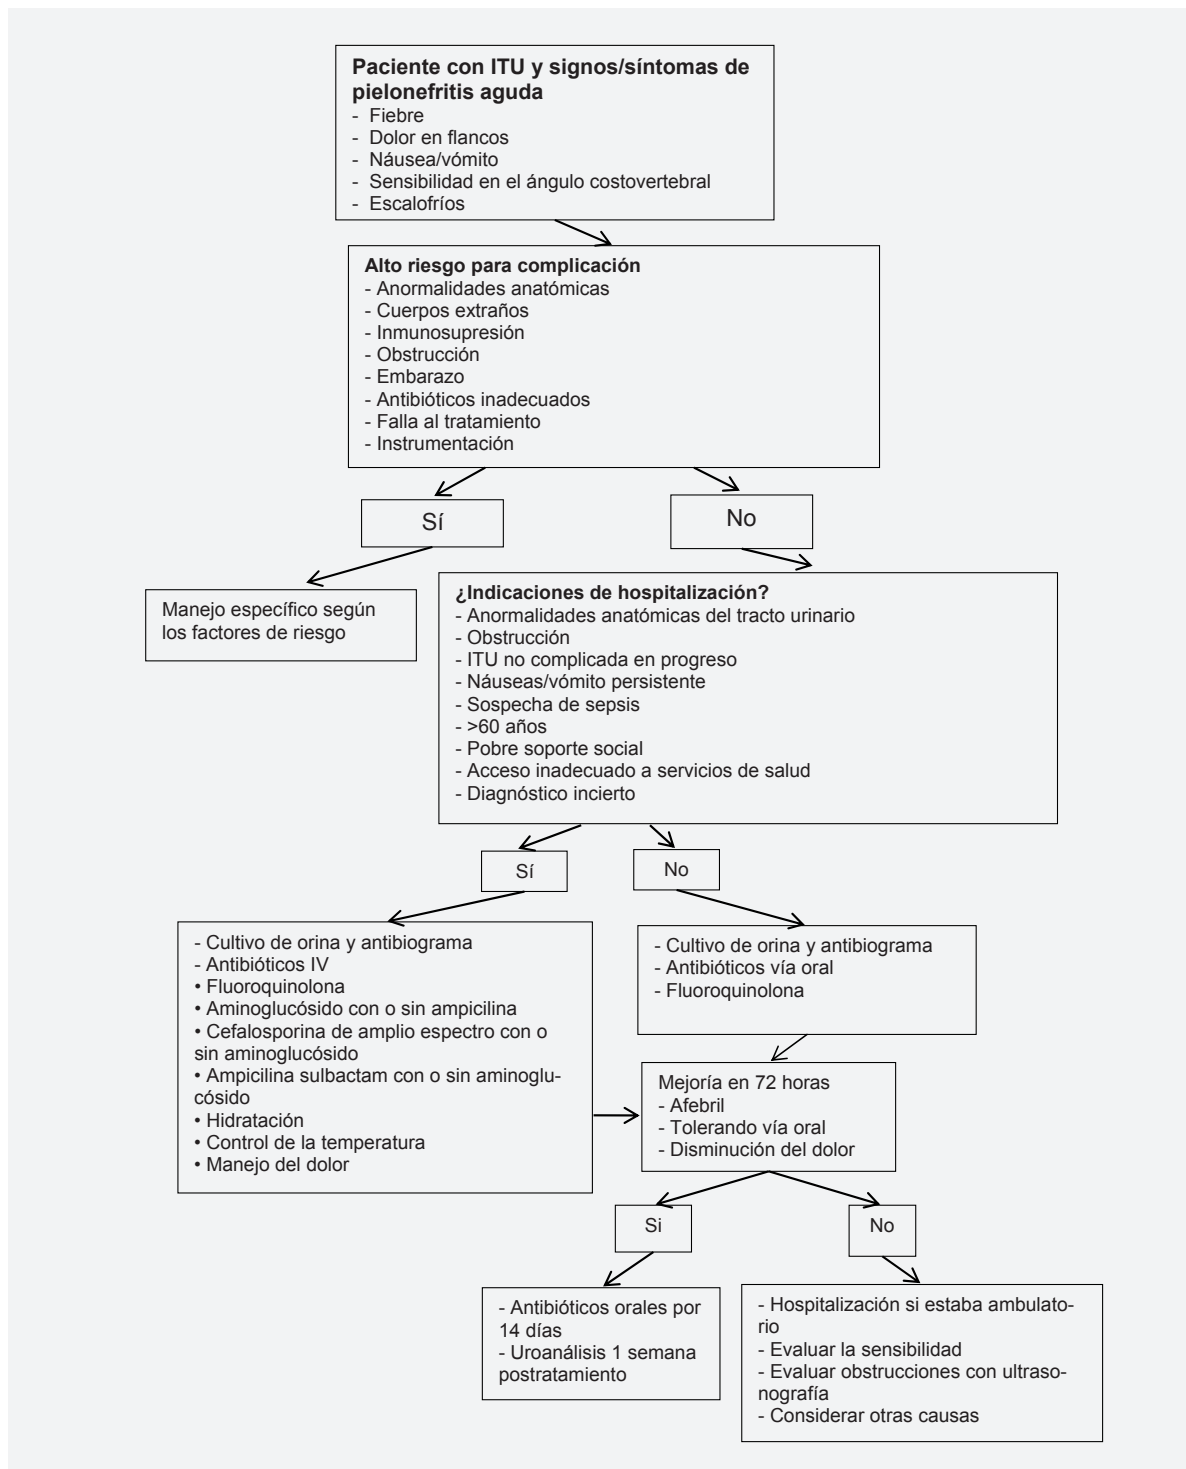 Paciente con ITU y signos/síntomas de
pielonefritis aguda
- Fiebre
- Dolor en flancos
- Náusea/vómito
- Sensibilidad en el ángulo costovertebral
- Escalofríos
Alto riesgo para complicación
- Anormalidades anatómicas
- Cuerpos extraños
- Inmunosupresión
- Obstrucción
- Embarazo
- Antibióticos inadecuados
- Falla al tratamiento
- Instrumentación
Sí
No
Manejo específico según
los factores de riesgo
¿Indicaciones de hospitalización?
- Anormalidades anatómicas del tracto urinario
- Obstrucción
- ITU no complicada en progreso
- Náuseas/vómito persistente
- Sospecha de sepsis
- >60 años
- Pobre soporte social
- Acceso inadecuado a servicios de salud
- Diagnóstico incierto
Sí
No
- Cultivo de orina y antibiograma
- Antibióticos IV
• Fluoroquinolona
• Aminoglucósido con o sin ampicilina
• Cefalosporina de amplio espectro con o
sin aminoglucósido
• Ampicilina sulbactam con o sin aminoglu-
cósido
• Hidratación
• Control de la temperatura
• Manejo del dolor
- Cultivo de orina y antibiograma
- Antibióticos vía oral
- Fluoroquinolona
Mejoría en 72 horas
- Afebril
- Tolerando vía oral
- Disminución del dolor
Si
No
- Antibióticos orales por
14 días
- Uroanálisis 1 semana
postratamiento
- Hospitalización si estaba ambulato-
rio
- Evaluar la sensibilidad
- Evaluar obstrucciones con ultraso-
nografía
- Considerar otras causas